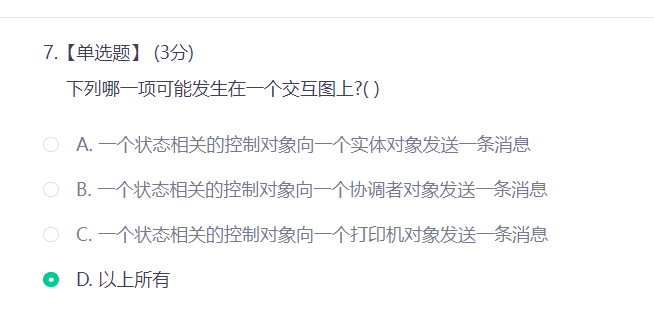 7.【单选题】 (3分)
下列哪一项可能发生在一个交互图上?( )
A. 一个状态相关的控制对象向一个实体对象发送一条消息
B. 一个状态相关的控制对象向一个协调者对象发送一条消息
C. 一个状态相关的控制对象向一个打印机对象发送一条消息
D. 以上所有